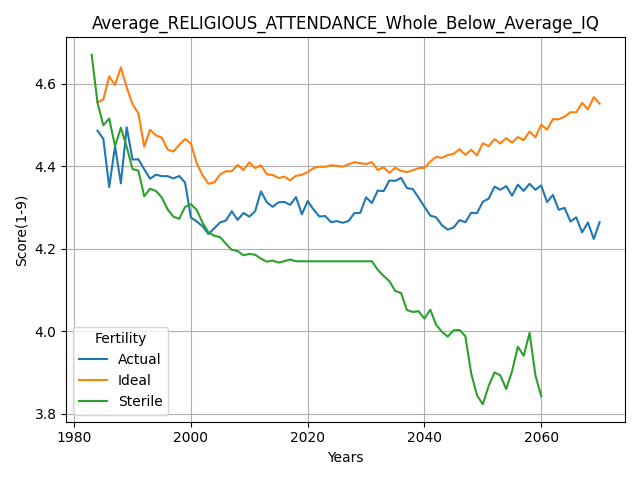 Average_RELIGIOUS_ATTENDANCE_Whole_Below_Average_IQ
Score(1-9)
4.6
4.4
4.2
4.0
3.8
Fertility
Actual
Ideal
Sterile
1980
2000
2020
2040
2060
Years